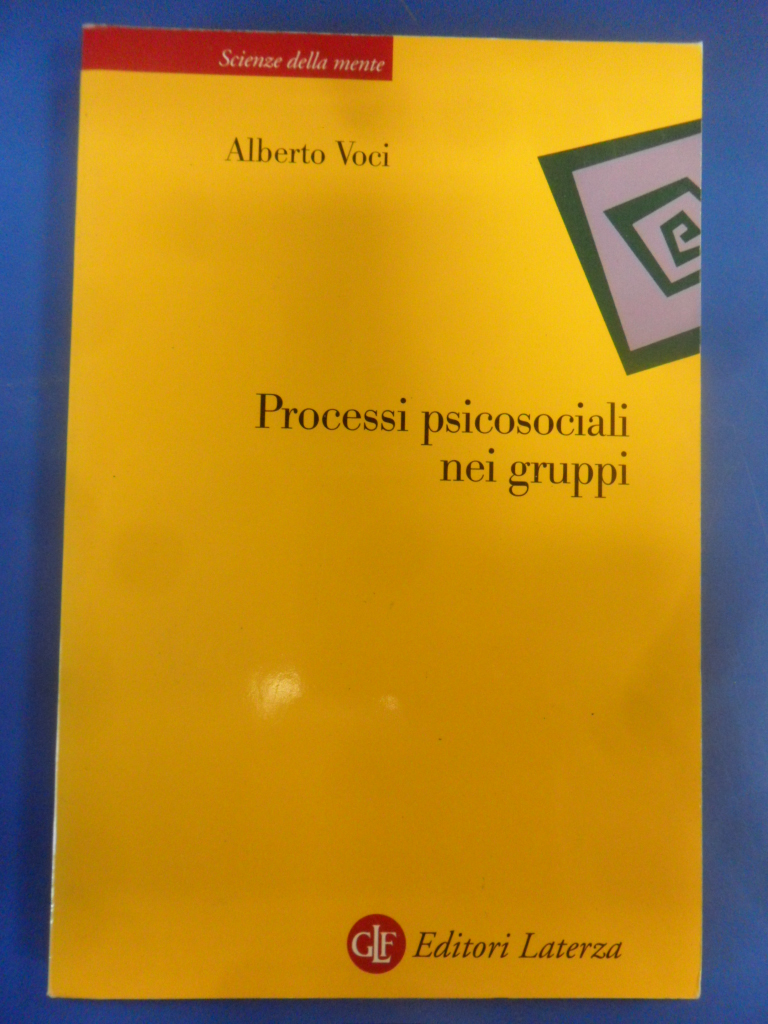 Scienze della mente
Alberto Voci
Processi psicosociali
nei gruppi
GLF Editori Laterza